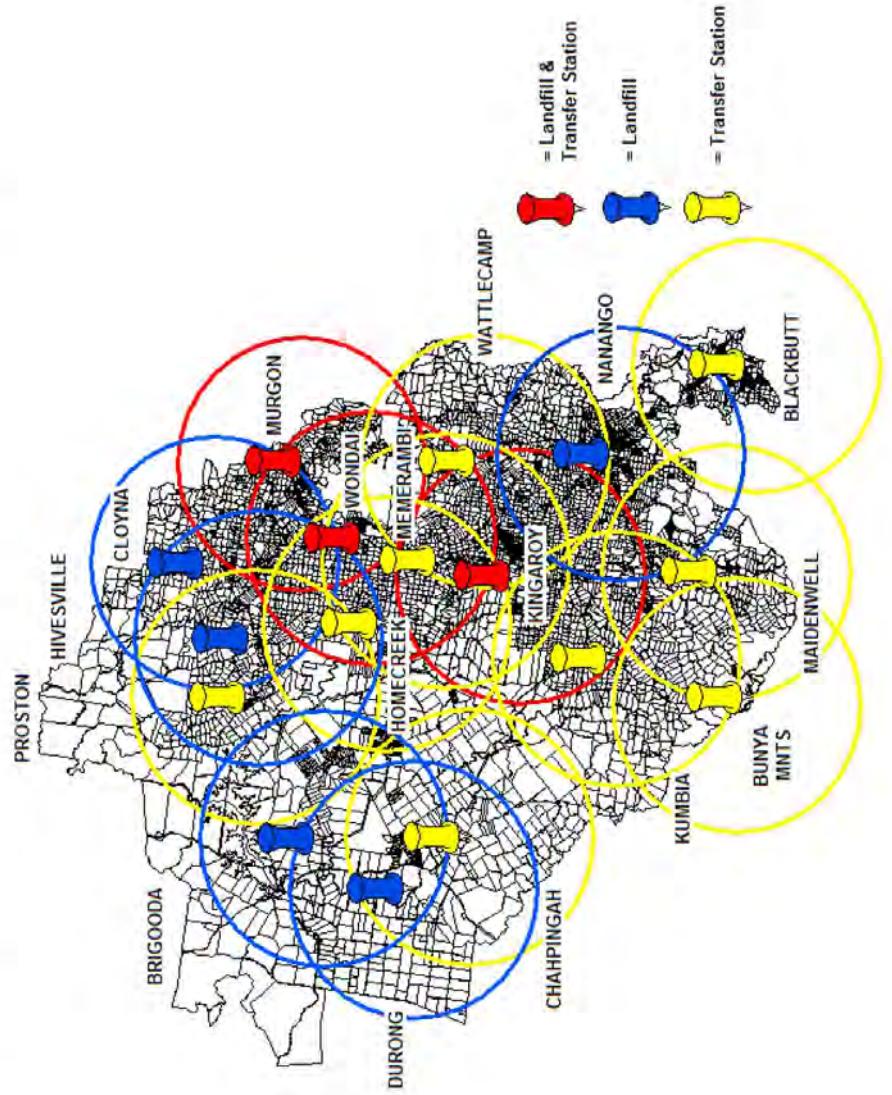 PROSTON
HIVESVILLE
CLOYNA
BRIGOODA
MURGON
WONDAI
DURONG
HOMECREEK
MEMERAMBI
WATTLECAMP
KINGAROY
CHAHPINGAH
NANANGO
KUMBIA
BUNYA
MNTS
BLACKBUTT
MAIDENWELL
= Landfill &
Transfer Station
= Landfill
= Transfer Station